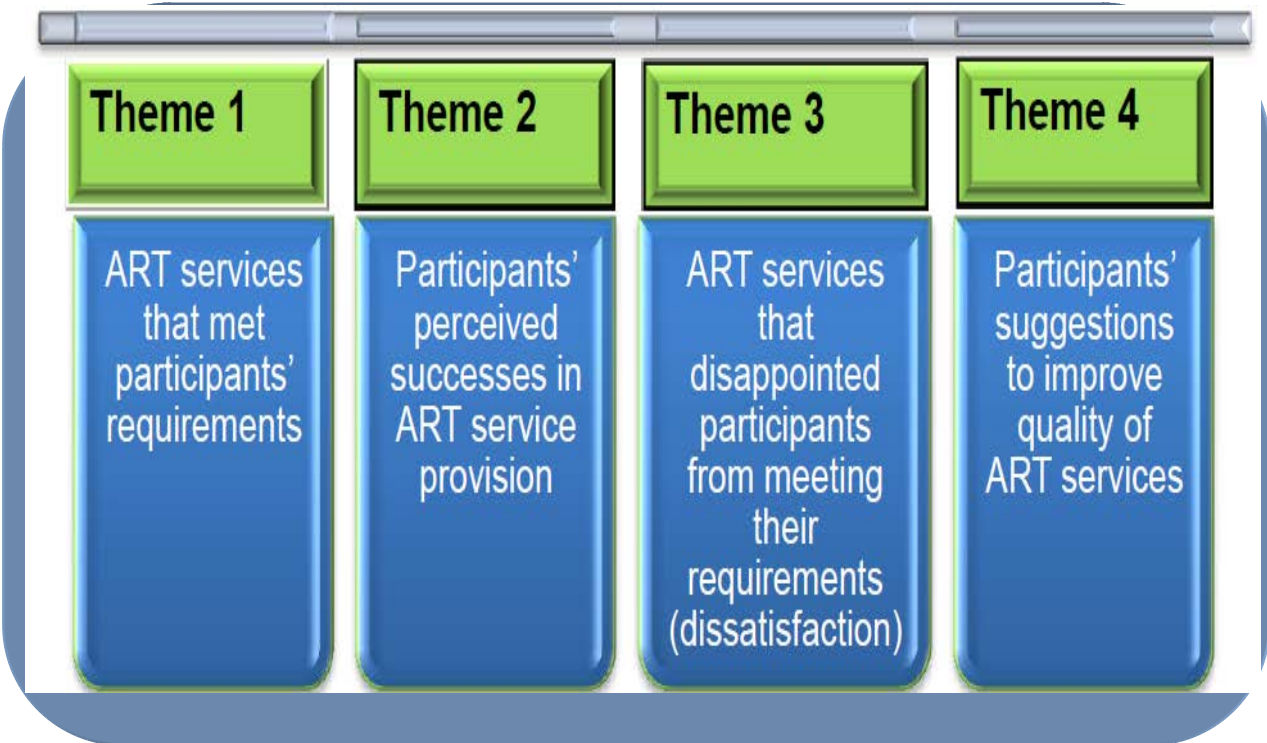 Theme 1
ART services
that met
participants’
requirements
Theme 2
Participants’
perceived
successes in
ART service
provision
Theme 3
ART services
that
disappointed
participants
from meeting
their
requirements
(dissatisfaction)
Theme 4
Participants’
suggestions
to improve
quality of
ART services